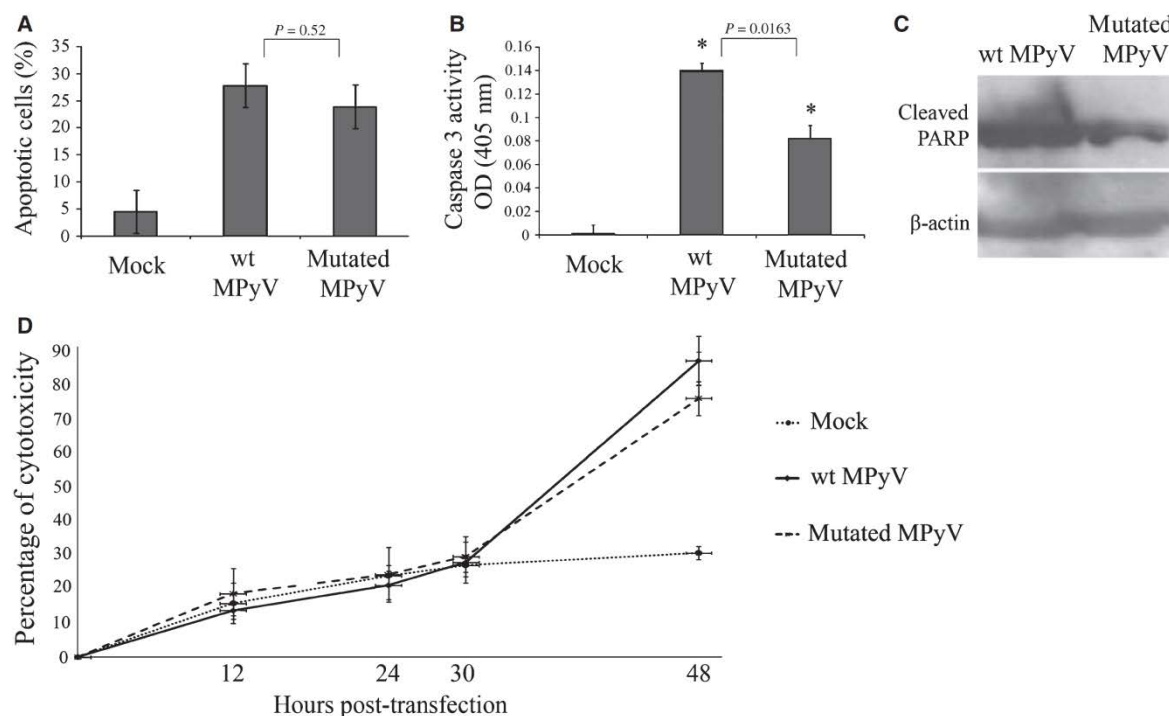 A
Apoptotic cells (%)
35
30
25
20
15
10
5
0
P = 0.52
Mock
wt
MPyV
Mutated
MPyV
B
Caspase 3 activity
OD (405 nm)
0.16
0.14
0.12
0.1
0.08
0.06
0.04
0.02
0
P = 0.0163
*
*
Mock
wt
MPyV
Mutated
MPyV
C
wt MPyV
Mutated
MPyV
Cleaved
PARP
β-actin
D
Percentage of cytotoxicity
90
80
70
60
50
40
30
20
10
0
12
24
30
48
Hours post-transfection
Mock
wt MPyV
Mutated MPyV